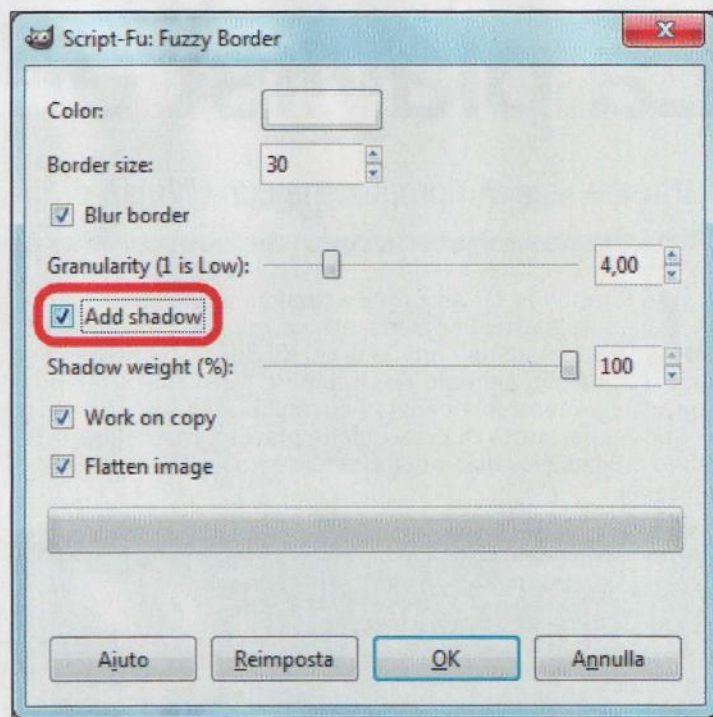 Script-Fu: Fuzzy Border
Color:
Border size: 30
Blur border
Granularity (1 is Low): 4,00
Add shadow
Shadow weight (%): 100
Work on copy
Flatten image
Aiuto Reimposta OK Annulla